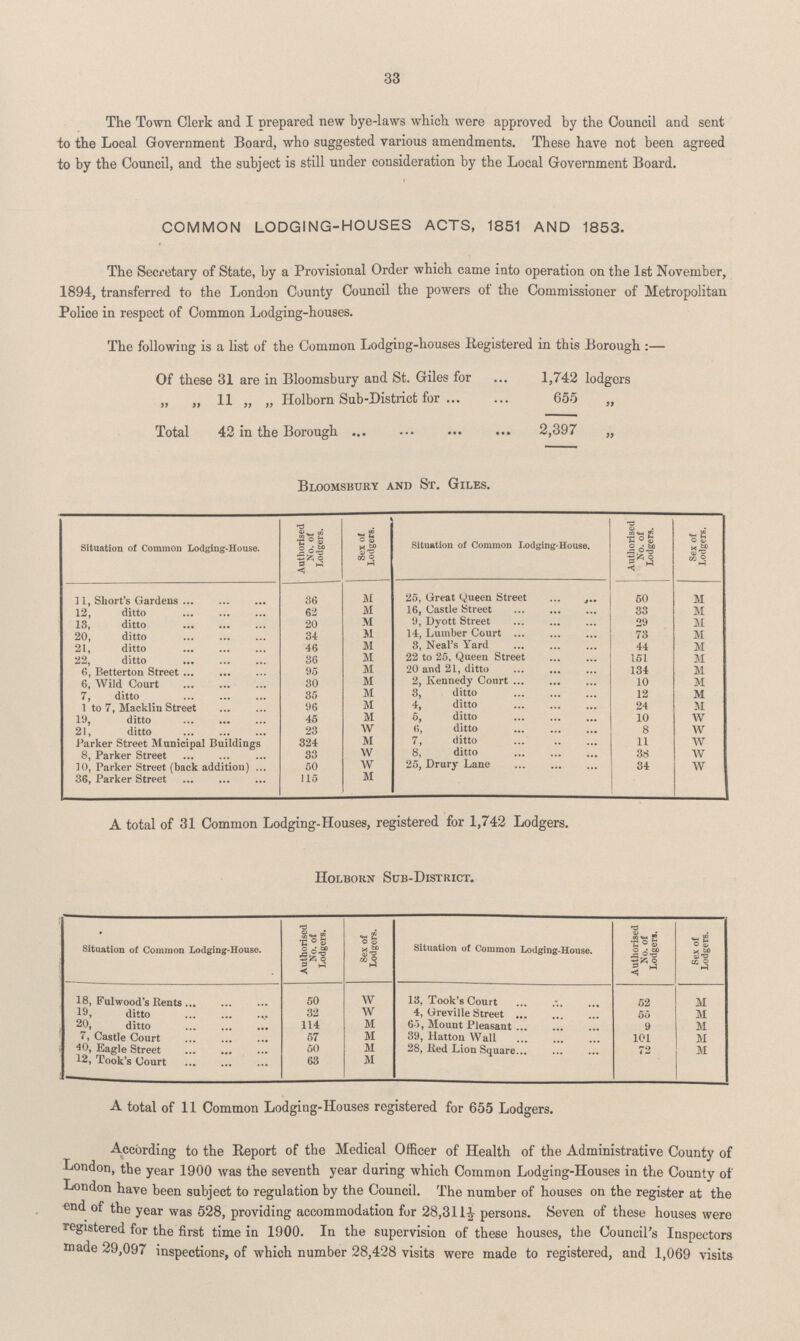 33
The Town Clerk and I prepared new bye-laws which were approved by the Council and sent
to the Local Government Board, who suggested various amendments. These have not been agreed
to by the Council, and the subject is still under consideration by the Local Government Board.
COMMON LODGING-HOUSES ACTS, 1851 AND 1853.
The Secretary of State, by a Provisional Order which came into operation on the 1st November,
1894, transferred to the London County Council the powers of the Commissioner of Metropolitan
Police in respect of Common Lodging-houses.
The following is a list of the Common Lodging-houses Registered in this Borough :—
Of these 31 are in Bloomsbury and St. Giles for ... 1,742 lodgers
„ „ 11 „ „ Holborn Sub-District for ... ... 655 „
Total 42 in the Borough ... ... ... ... 2,397 „
BLOOMSBURY AND ST. GILES.
Situation of Common Lodging-House. Authorised No. of Lodgers. Sex of Lodgers. Situation of Common Lodging-House. Authorised No. of Lodgers. Sex of Lodgers.
11, Short's Gardens ... ... ... 36 M 25, Great Queen Street ... ... 50 M
12, ditto ... ... ... 62 M 16, Castle Street ... ... ... 33 M
13, ditto ... ... ... 20 M 9, Dyott Street ... ... ... 29 M
20, ditto ... ... ... 34 M 14, Lumber Court ... ... ... 73 M
21, ditto ... ... ... 46 M 3, Neal's Yard ... ... ... 44 M
22, ditto ... ... ... 36 M 22 to 25, Queen Street ... ... 151 M
6, Betterton Street ... ... ... 95 M 20 and 21, ditto ... ... ... 134 M
6, Wild Court ... ... ... 30 M 2, Kennedy Court ... ... ... 10 M
7, ditto ... ... ... 35 M 3, ditto ... ... ... 12 M
1 to 7, Macklin Street ... ... 96 M 4, ditto ... ... ... 24 M
19, ditto ... ... ... 45 M 5, ditto ... ... ... 10 W
21, ditto ... ... ... 23 W 6, ditto ... ... ... 8 W
Parker Street Municipal Buildings 324 M 7, ditto ... .. ... 11 W
8, Parker Street ... ... ... 33 W 8, ditto ... ... ... 38 W
10, Parker Street (back addition) ... 50 W 25, Drury Lane ... ... ... 34 W
36, Parker Street ... ... ... 115 M
A total of 31 Common Lodging-Houses, registered for 1,742 Lodgers.
HOLBORN SUB-DISTRICT.
Situation of Common Lodging-House. Authorised No. of Lodgers. Sex of Lodgers. Situation of Common Lodging-House. Authorised No. of Lodgers. Sex of Lodgers.
18, Fulwood's Rents ... ... ... 50 W 13, Took's Court ... ... ... 52 M
19, ditto ... ... ... 32 W 4, Greville Street ... ... ... 55 M
20, ditto ... ... ... 114 M 65, Mount Pleasant ... ... ... 9 M
7, Castle Court ... ... ... 57 M 39, Hatton Wall ... ... ... 101 M
40, Eagle Street ... ... ... 50 M 28, Red Lion Square... ... ... 72 M
12, Took's Court ... ... ... 63 M
A total of 11 Common Lodging-Houses registered for 655 Lodgers.
According to the Report of the Medical Officer of Health of the Administrative County of
London, the year 1900 was the seventh year during which Common Lodging-Houses in the County of
London have been subject to regulation by the Council. The number of houses on the register at the
end of the year was 528, providing accommodation for 28,311½ persons. Seven of these houses were
registered for the first time in 1900. In the supervision of these houses, the Council's Inspectors
made 29,097 inspections, of which number 28,428 visits were made to registered, and 1,069 visits